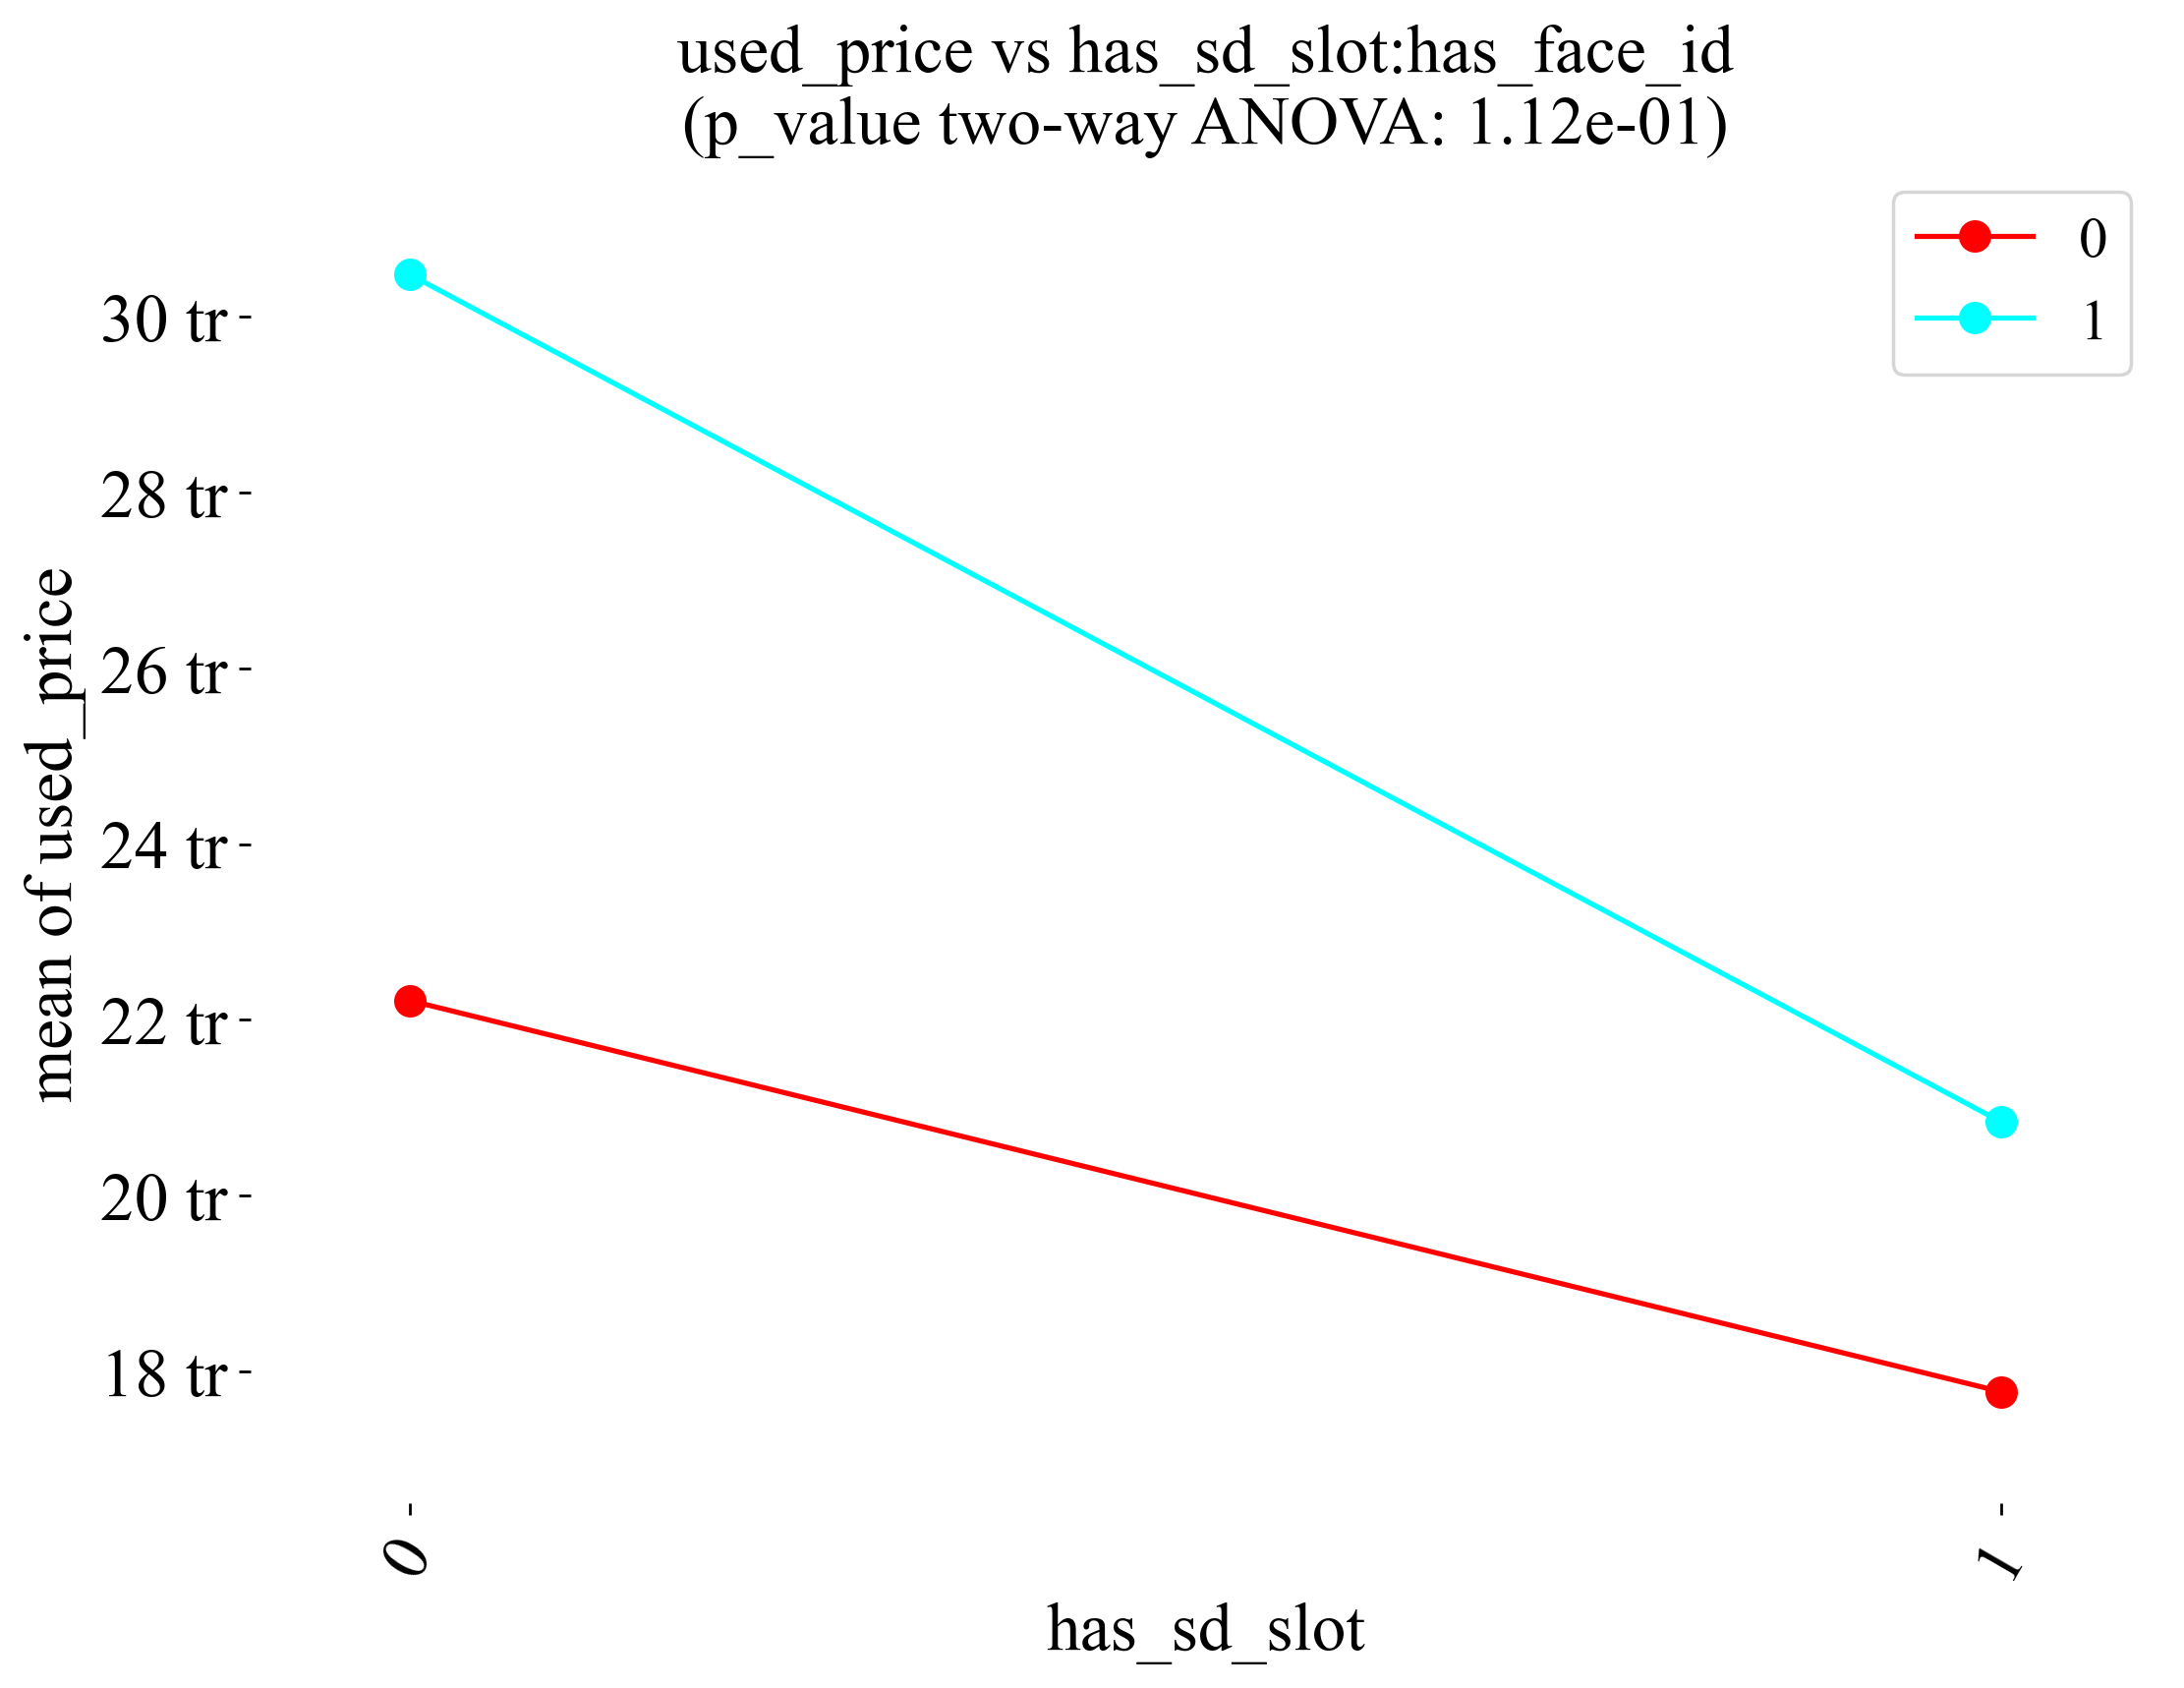 used_price vs has_sd_slot:has_face_id
(p_value two-way ANOVA: 1.12e-01)
0
1
30 tr
28 tr
26 tr
24 tr
22 tr
20 tr
18 tr
mean of used_price
0
1
has_sd_slot